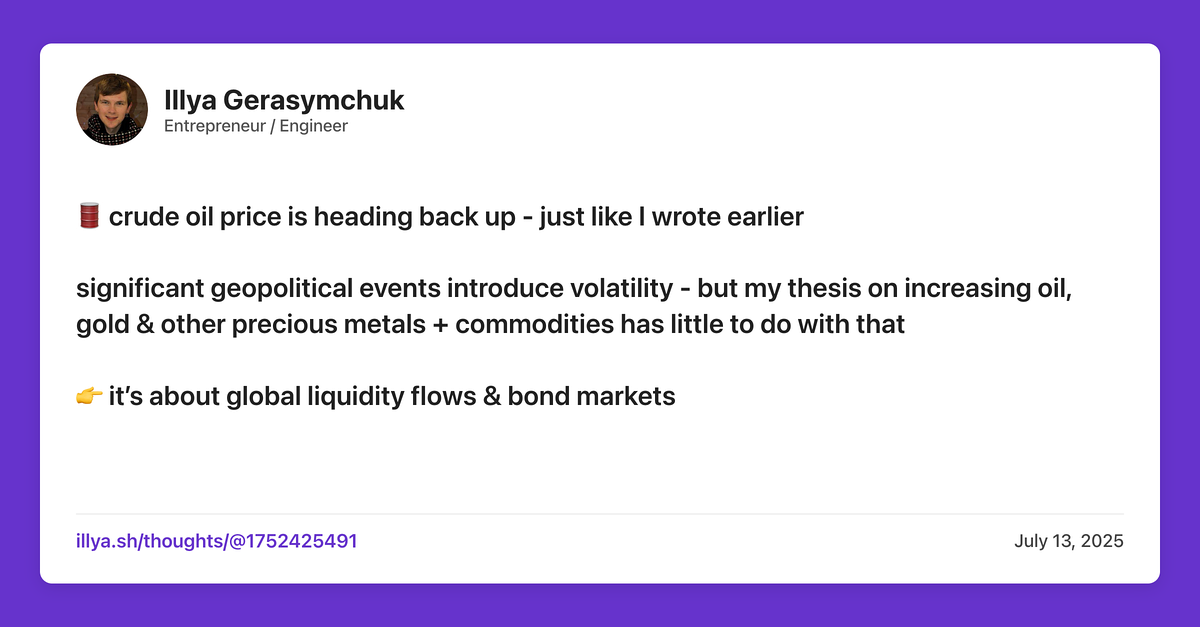 Illya Gerasymchuk
Entrepreneur / Engineer
🛢️ crude oil price is heading back up - just like I wrote earlier
significant geopolitical events introduce volatility - but my thesis on increasing oil,
gold & other precious metals + commodities has little to do with that
👉 it’s about global liquidity flows & bond markets
illya.sh/thoughts/@1752425491
July 13, 2025